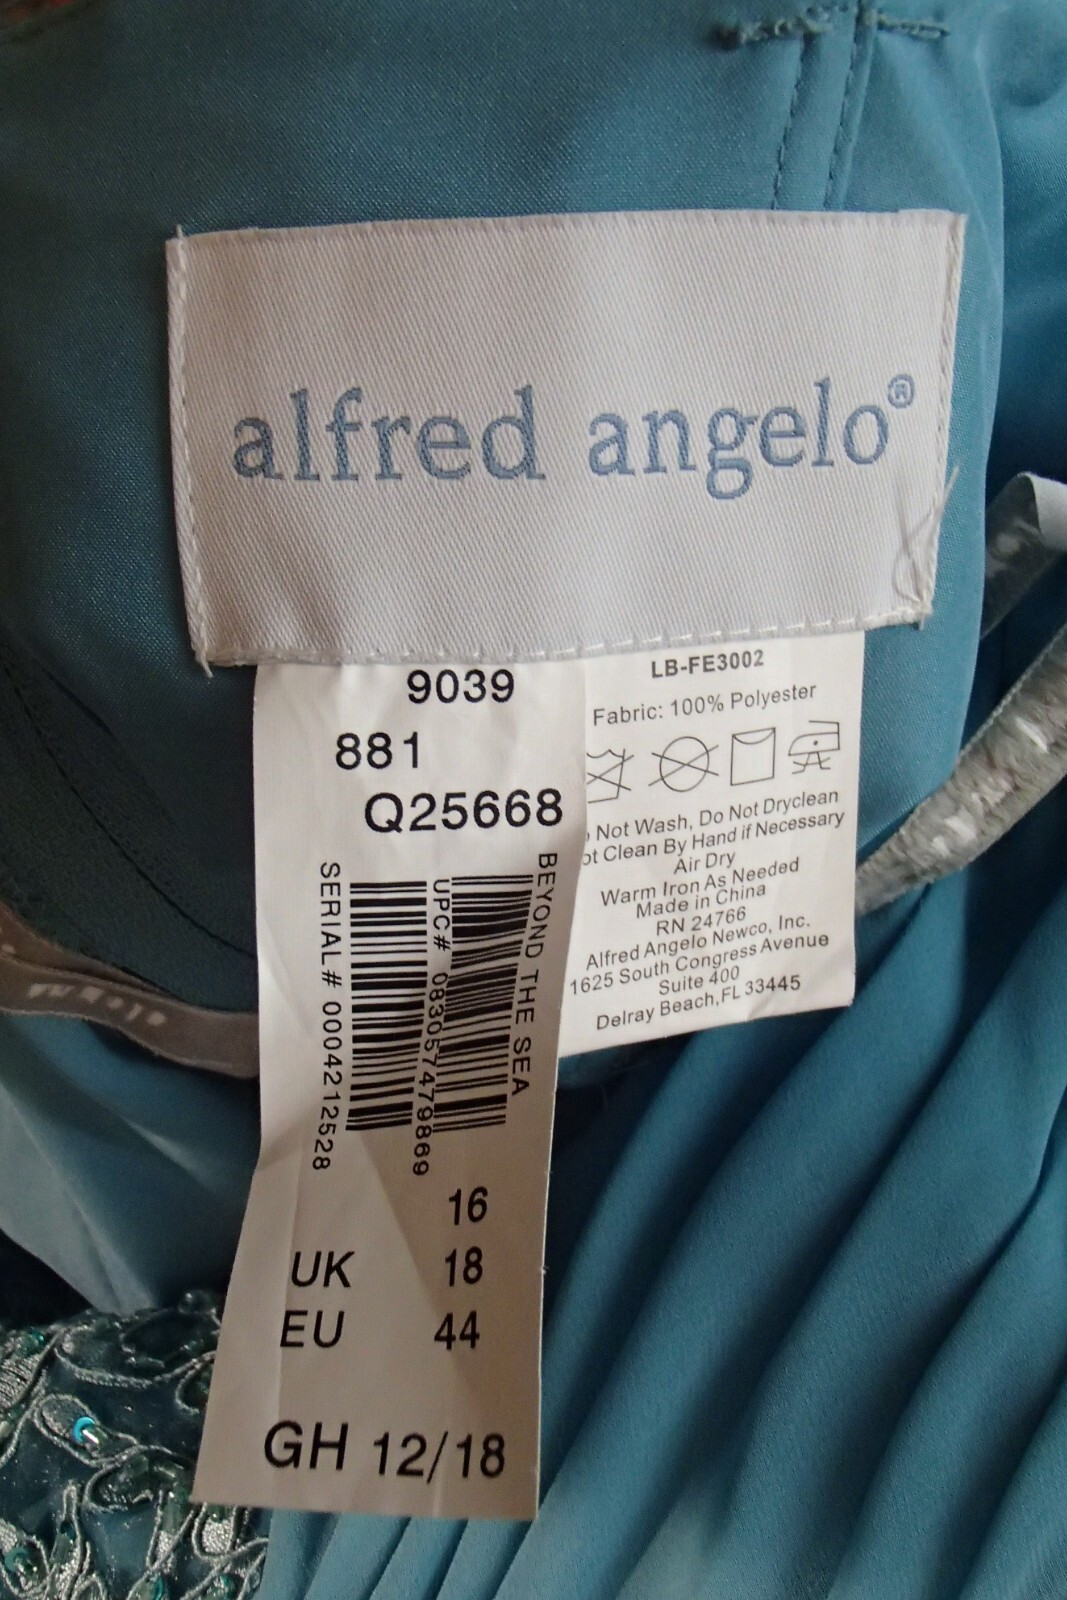 alfred angelo®
9039
881
Q25668
BEYOND THE SEA
UPC# 083057479869
SERIAL# 0004212528
16
UK 18
EU 44
GH 12/18
LB-FE3002
Fabric: 100% Polyester
Not Wash, Do Not Dryclean
Clean By Hand if Necessary
Air Dry
Warm Iron As Needed
Made in China
RN 24766
Alfred Angelo Newco, Inc.
1625 South Congress Avenue
Suite 400
Delray Beach, FL 33445